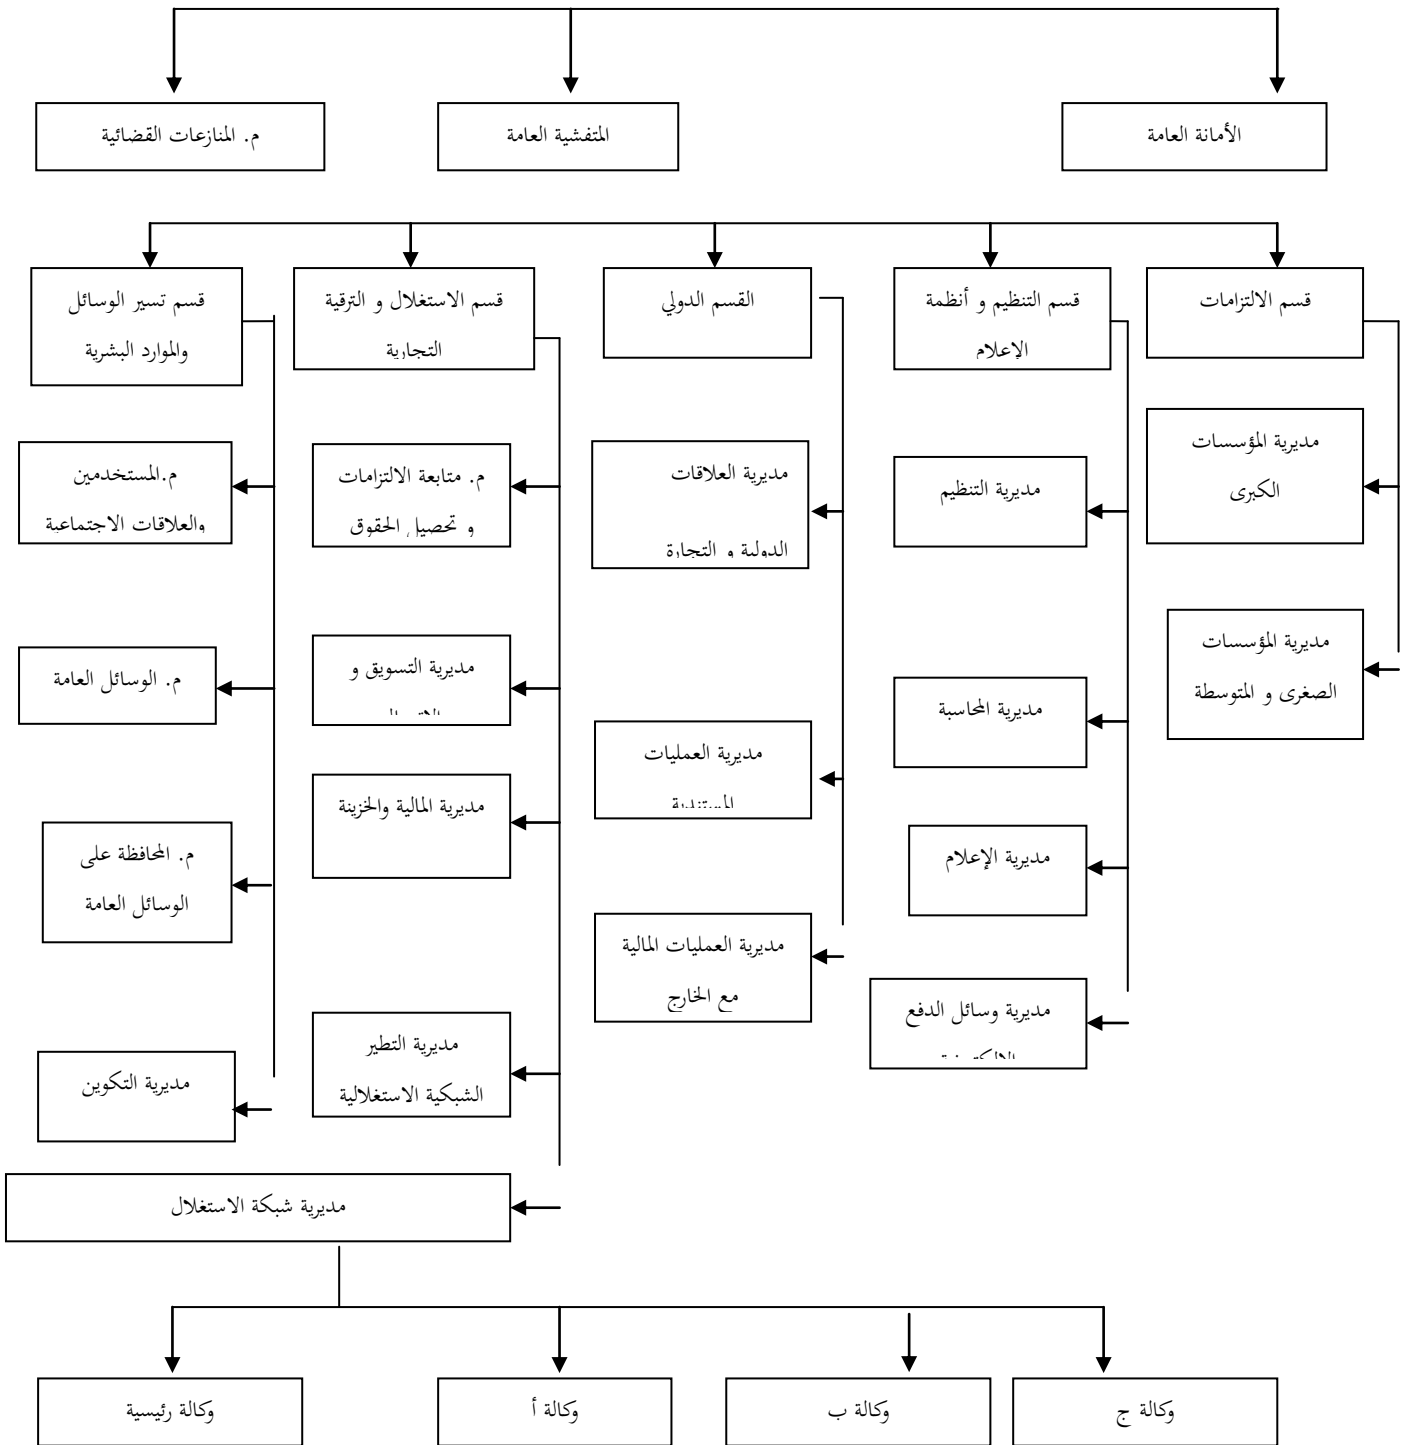 الأمانة العامة
المتفشية العامة
م. المنازعات القضائية
قسم الالتزامات
قسم التنظيم و أنظمة
الإعلام
القسم الدولي
قسم الاستغلال و الترقية
التجارية
قسم تسير الوسائل
والموارد البشرية
مديرية المؤسسات
الكبرى
مديرية المؤسسات
الصغرى و المتوسطة
مديرية التنظيم
مديرية المحاسبة
مديرية الإعلام
مديرية وسائل الدفع
مديرية العلاقات
الدولية و التجارة
مديرية العمليات
المستندية
مديرية العمليات المالية
مع الخارج
م. متابعة الالتزامات
و تحصيل الحقوق
مديرية التسويق و
مديرية المالية والخزينة
مديرية التطير
الشبكية الاستغلالية
م.المستخدمين
والعلاقات الاجتماعية
م. الوسائل العامة
م. المحافظة على
الوسائل العامة
مديرية التكوين
مديرية شبكة الاستغلال
وكالة ج
وكالة ب
وكالة أ
وكالة رئيسية